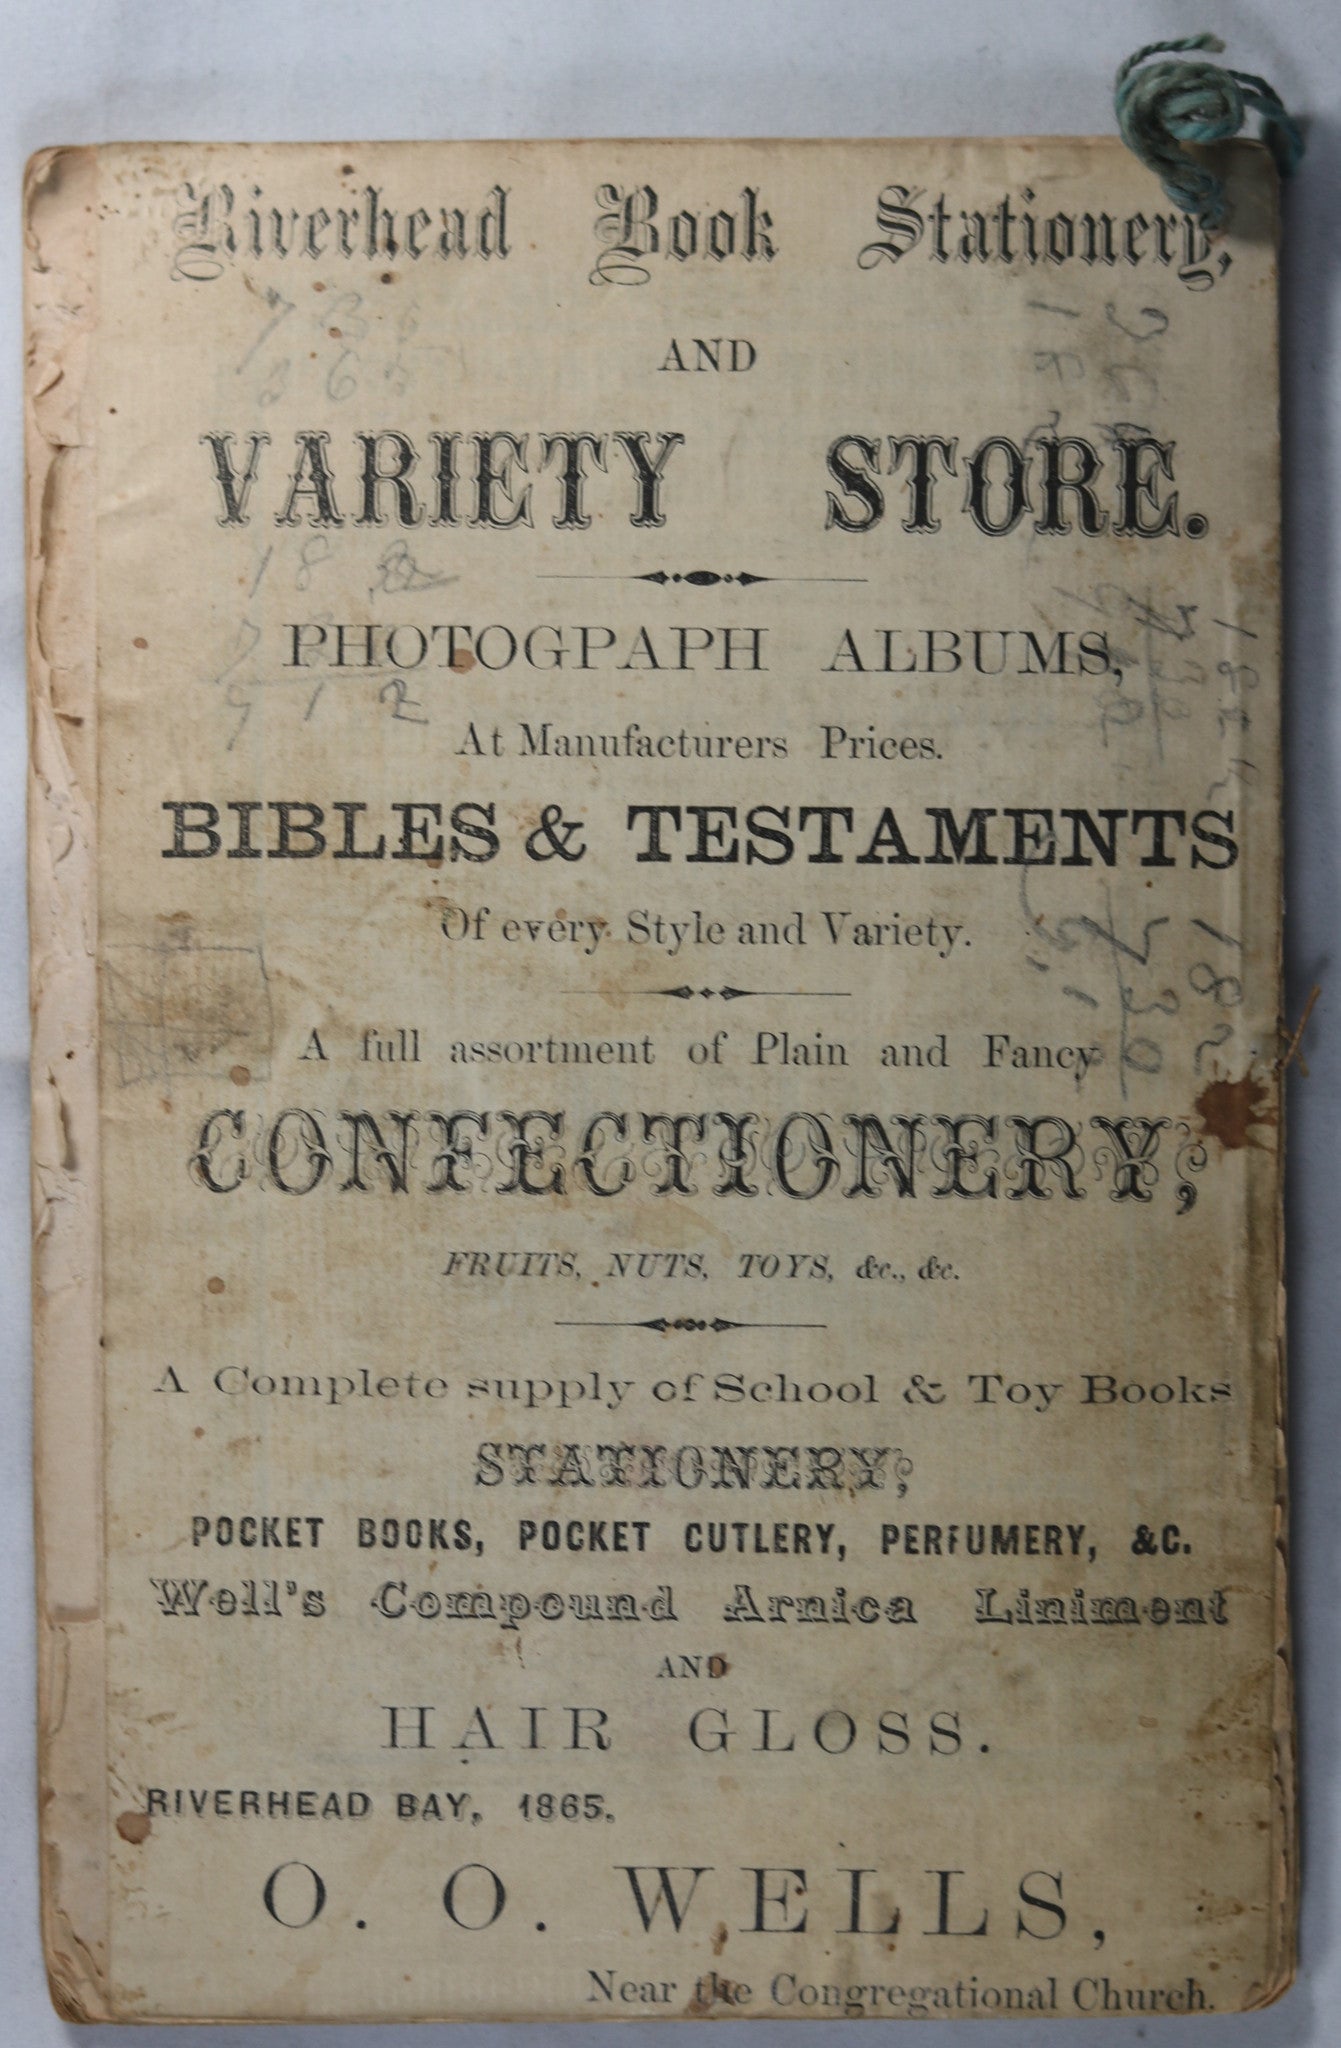 Riverhead Book Stationery,
AND
VARIETY STORE.
PHOTOGPAPH ALBUMS,
At Manufacturers Prices.
BIBLES & TESTAMENTS
Of every Style and Variety.
A full assortment of Plain and Fancy
CONFECTIONERY,
FRUITS, NUTS, TOYS, &c., &c.
A Complete supply of School & Toy Books
STATIONERY,
POCKET BOOKS, POCKET CUTLERY, PERFUMERY, &C.
Well's Compound Arnica Liniment
AND
HAIR GLOSS.
RIVERHEAD BAY, 1865.
O. O. WELLS,
Near the Congregational Church.
912
730